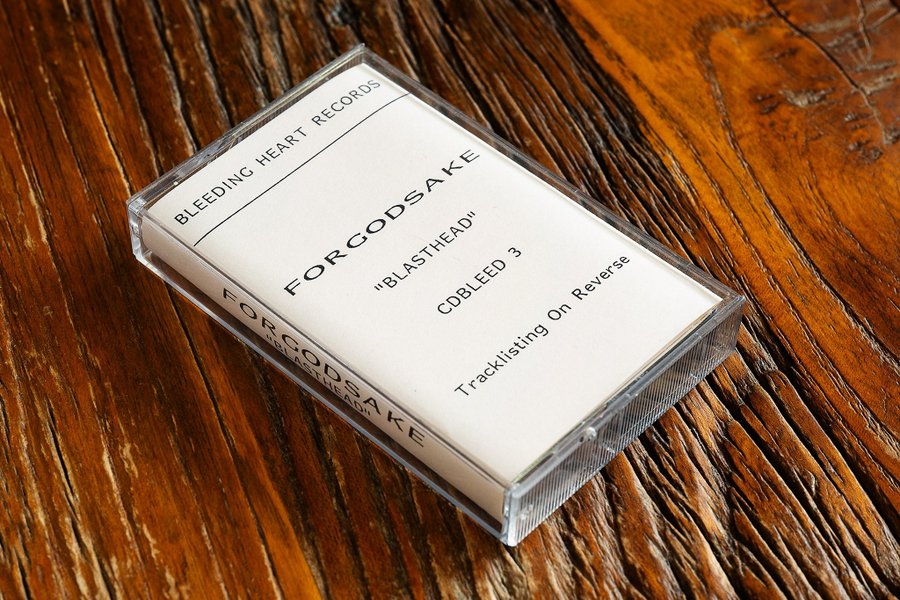 BLEEDING HEART RECORDS
FORGODSAKE
"BLASTHEAD"
CDBLEED 3
Tracklisting On Reverse
FORGODSAKE
"BLASTHEAD"